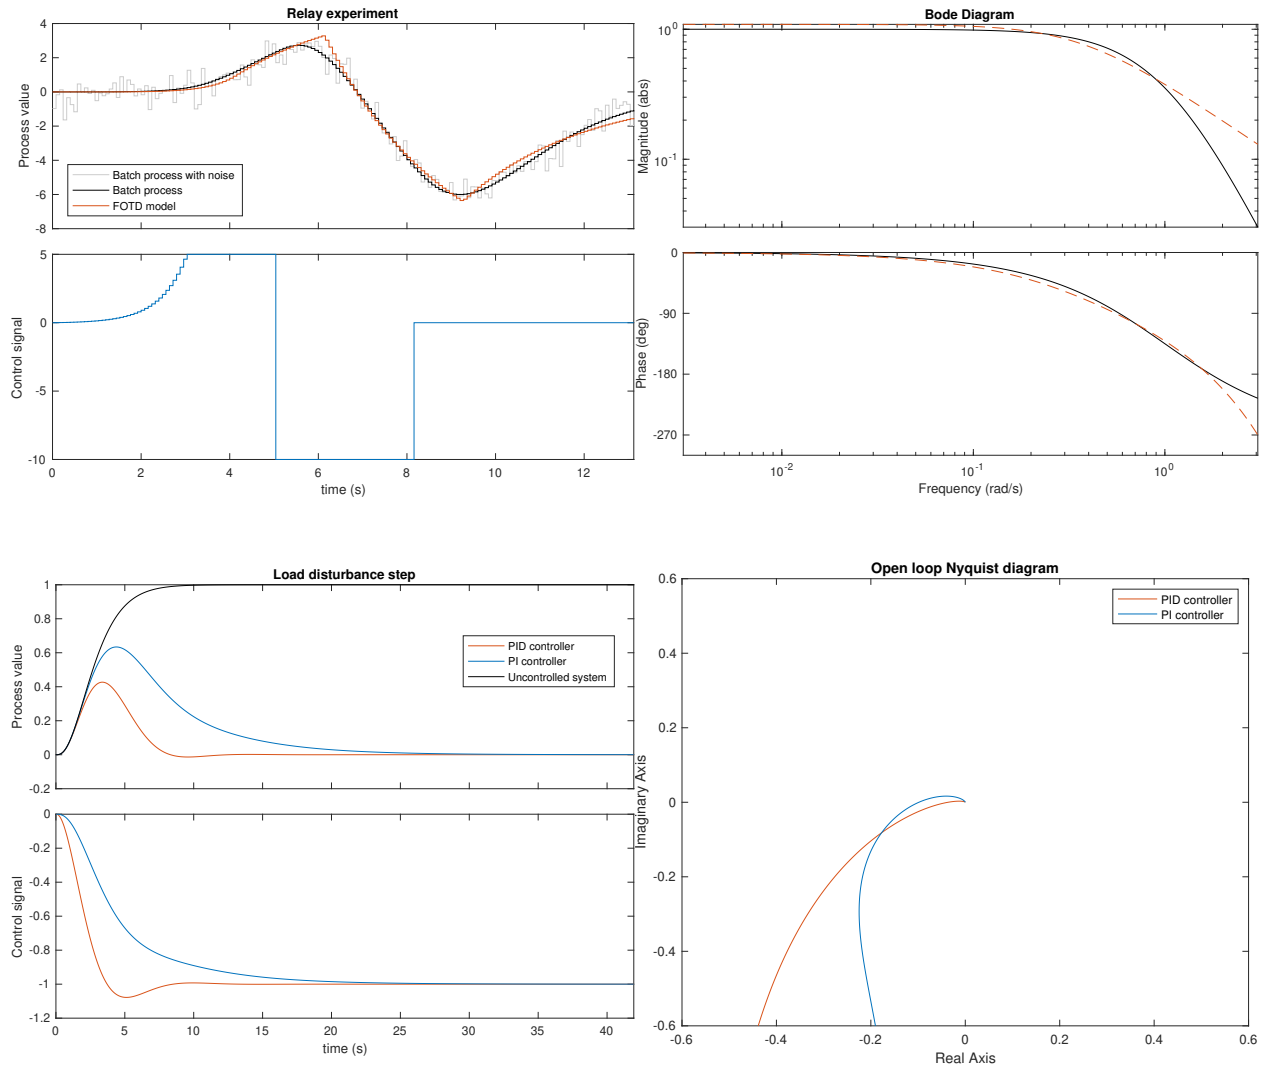 Relay experiment
4
2
0
-2
-4
-6
-8
Process value
Batch process with noise
Batch process
FOTD model
5
0
-5
-10
Control signal
0
2
4
6
8
10
12
time (s)
Bode Diagram
10^0
10^-1
Magnitude (abs)
0
-90
-180
-270
Phase (deg)
10^-2
10^-1
10^0
Frequency (rad/s)
Load disturbance step
1
0.8
0.6
0.4
0.2
0
-0.2
Process value
PID controller
PI controller
Uncontrolled system
0
-0.2
-0.4
-0.6
-0.8
-1
-1.2
Control signal
0
5
10
15
20
25
30
35
40
time (s)
Open loop Nyquist diagram
0.6
0.4
0.2
0
-0.2
-0.4
-0.6
Imaginary Axis
PID controller
PI controller
-0.6
-0.4
-0.2
0
0.2
0.4
0.6
Real Axis